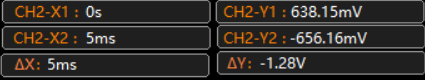 CH2-X1 : 0s CH2-Y1 : 638.15mV
CH2-X2 : 5ms CH2-Y2 : -656.16mV
ΔX: 5ms ΔY: -1.28V